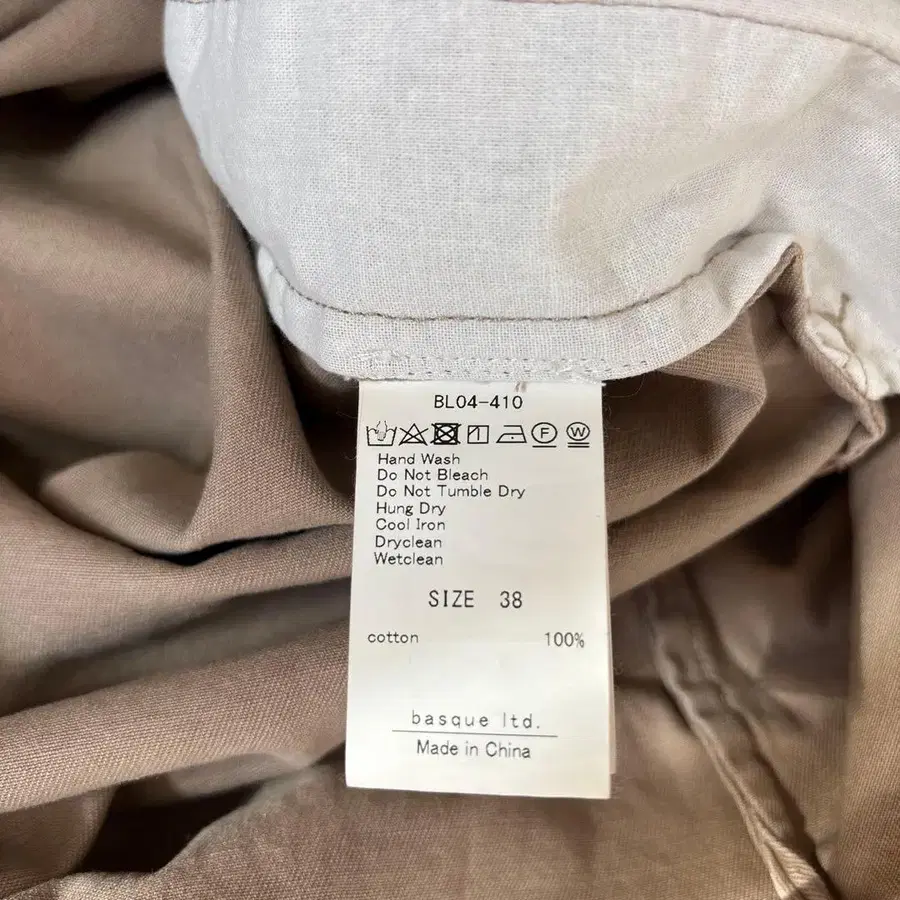 BL04-410
F W
Hand Wash
Do Not Bleach
Do Not Tumble Dry
Hung Dry
Cool Iron
Dryclean
Wetclean
SIZE 38
cotton 100%
basque ltd.
Made in China